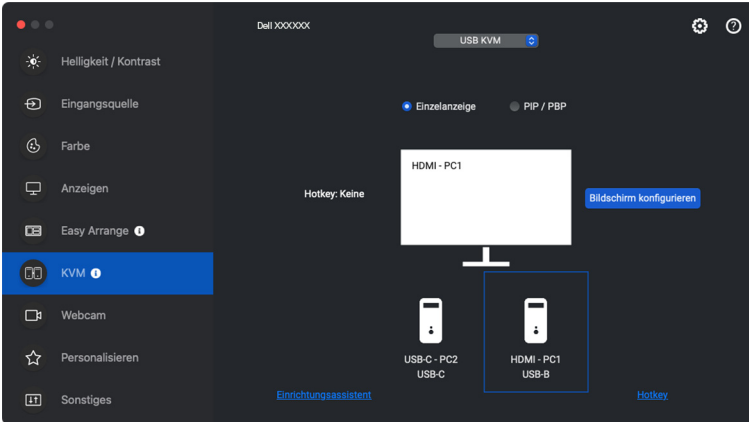 Dell XXXXXX
USB KVM
Helligkeit / Kontrast
Eingangsquelle
Farbe
Anzeigen
Easy Arrange
KVM
Webcam
Personalisieren
Sonstiges
Einzelanzeige
PIP / PBP
HDMI - PC1
Hotkey: Keine
Bildschirm konfigurieren
USB-C - PC2
USB-C
HDMI - PC1
USB-B
Einrichtungsassistent
Hotkey